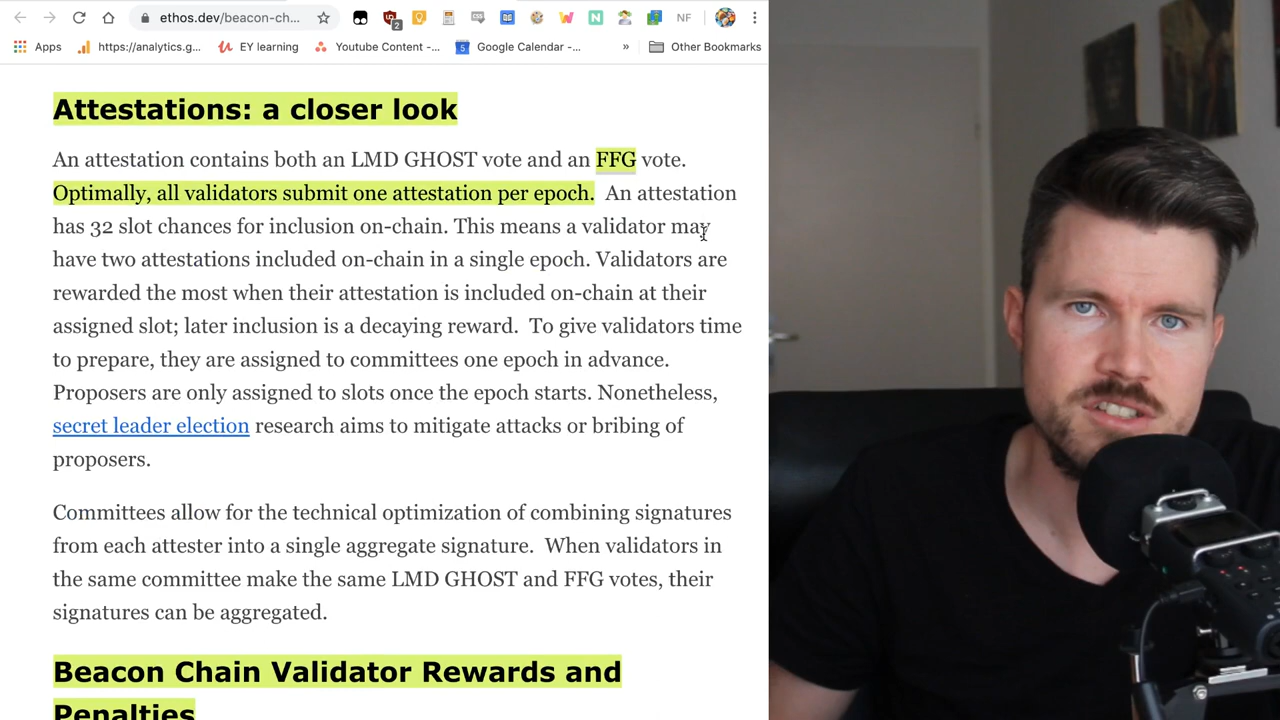 ethos.dev/beacon-ch...
2
NF
Apps
https://analytics.g...
EY learning
Youtube Content -...
5
Google Calendar -...
»
Other Bookmarks
Attestations: a closer look
An attestation contains both an LMD GHOST vote and an FFG vote.
Optimally, all validators submit one attestation per epoch.  An attestation
has 32 slot chances for inclusion on-chain. This means a validator may
have two attestations included on-chain in a single epoch. Validators are
rewarded the most when their attestation is included on-chain at their
assigned slot; later inclusion is a decaying reward.  To give validators time
to prepare, they are assigned to committees one epoch in advance.
Proposers are only assigned to slots once the epoch starts. Nonetheless,
secret leader election research aims to mitigate attacks or bribing of
proposers.
Committees allow for the technical optimization of combining signatures
from each attester into a single aggregate signature.  When validators in
the same committee make the same LMD GHOST and FFG votes, their
signatures can be aggregated.
Beacon Chain Validator Rewards and
Penalties